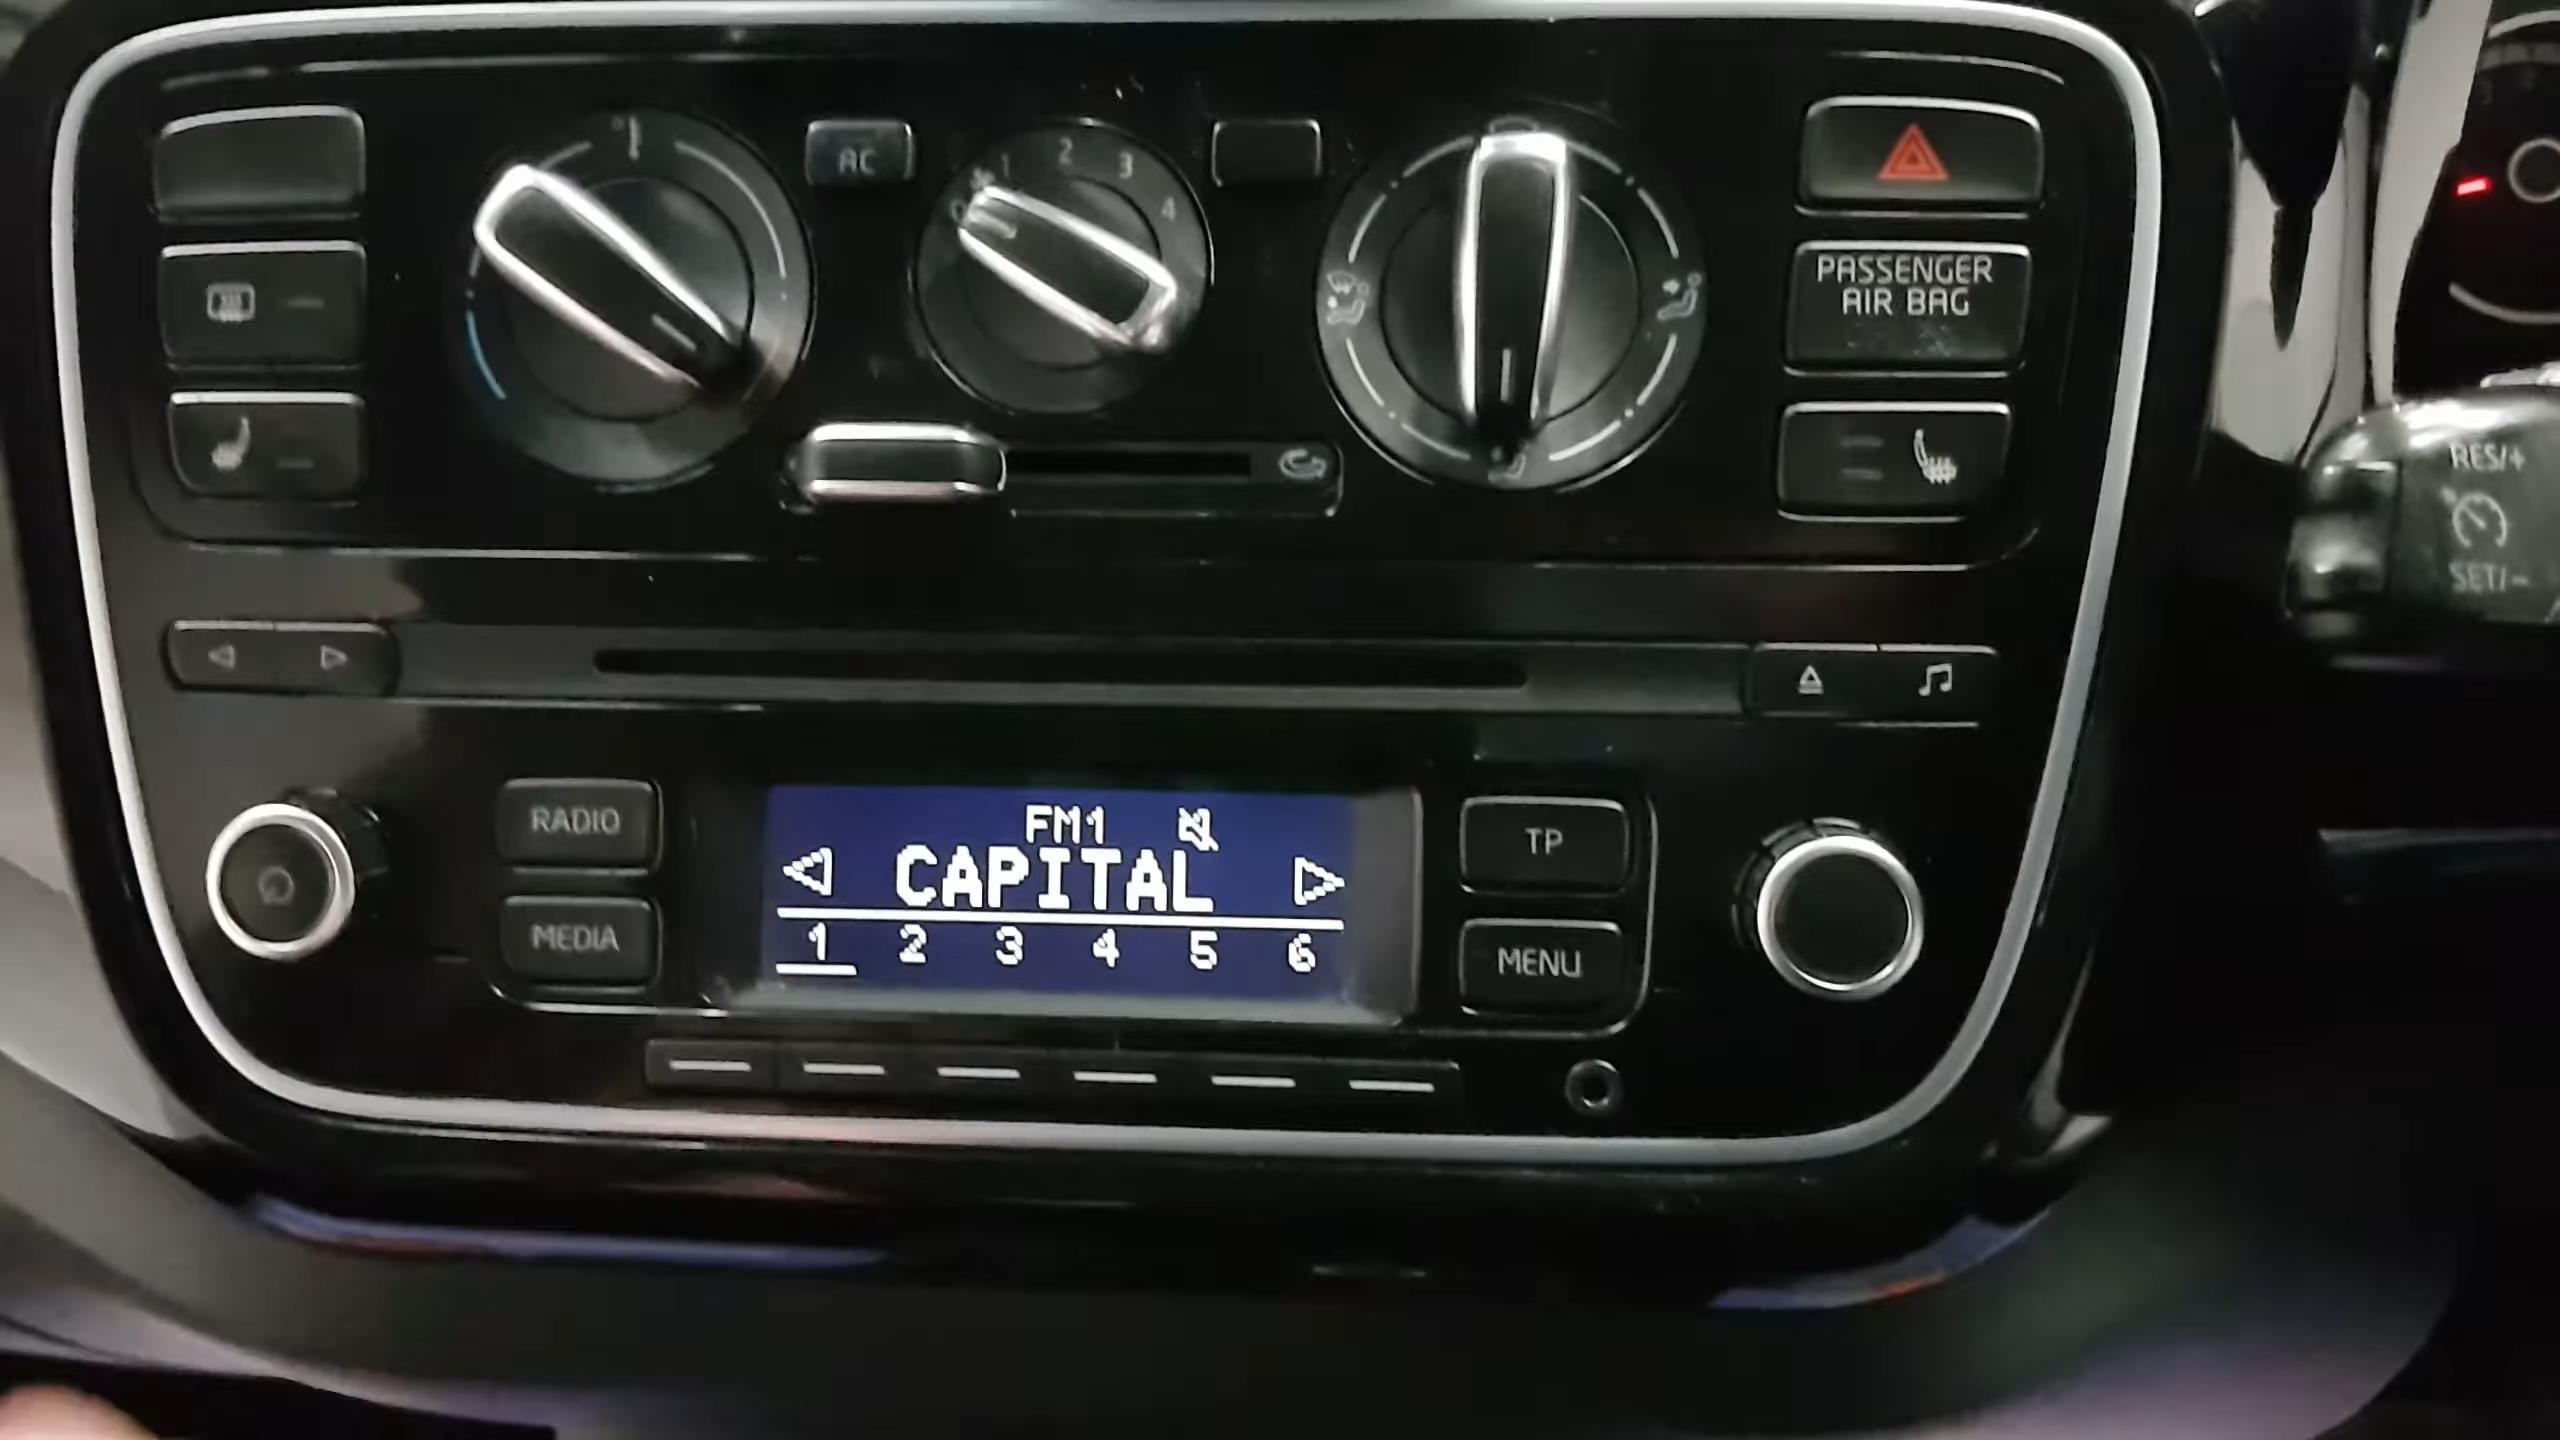 AC
1 2 3 4
0
PASSENGER
AIR BAG
RES/+
SET/-
RADIO
MEDIA
FM1
CAPITAL
1 2 3 4 5 6
TP
MENU